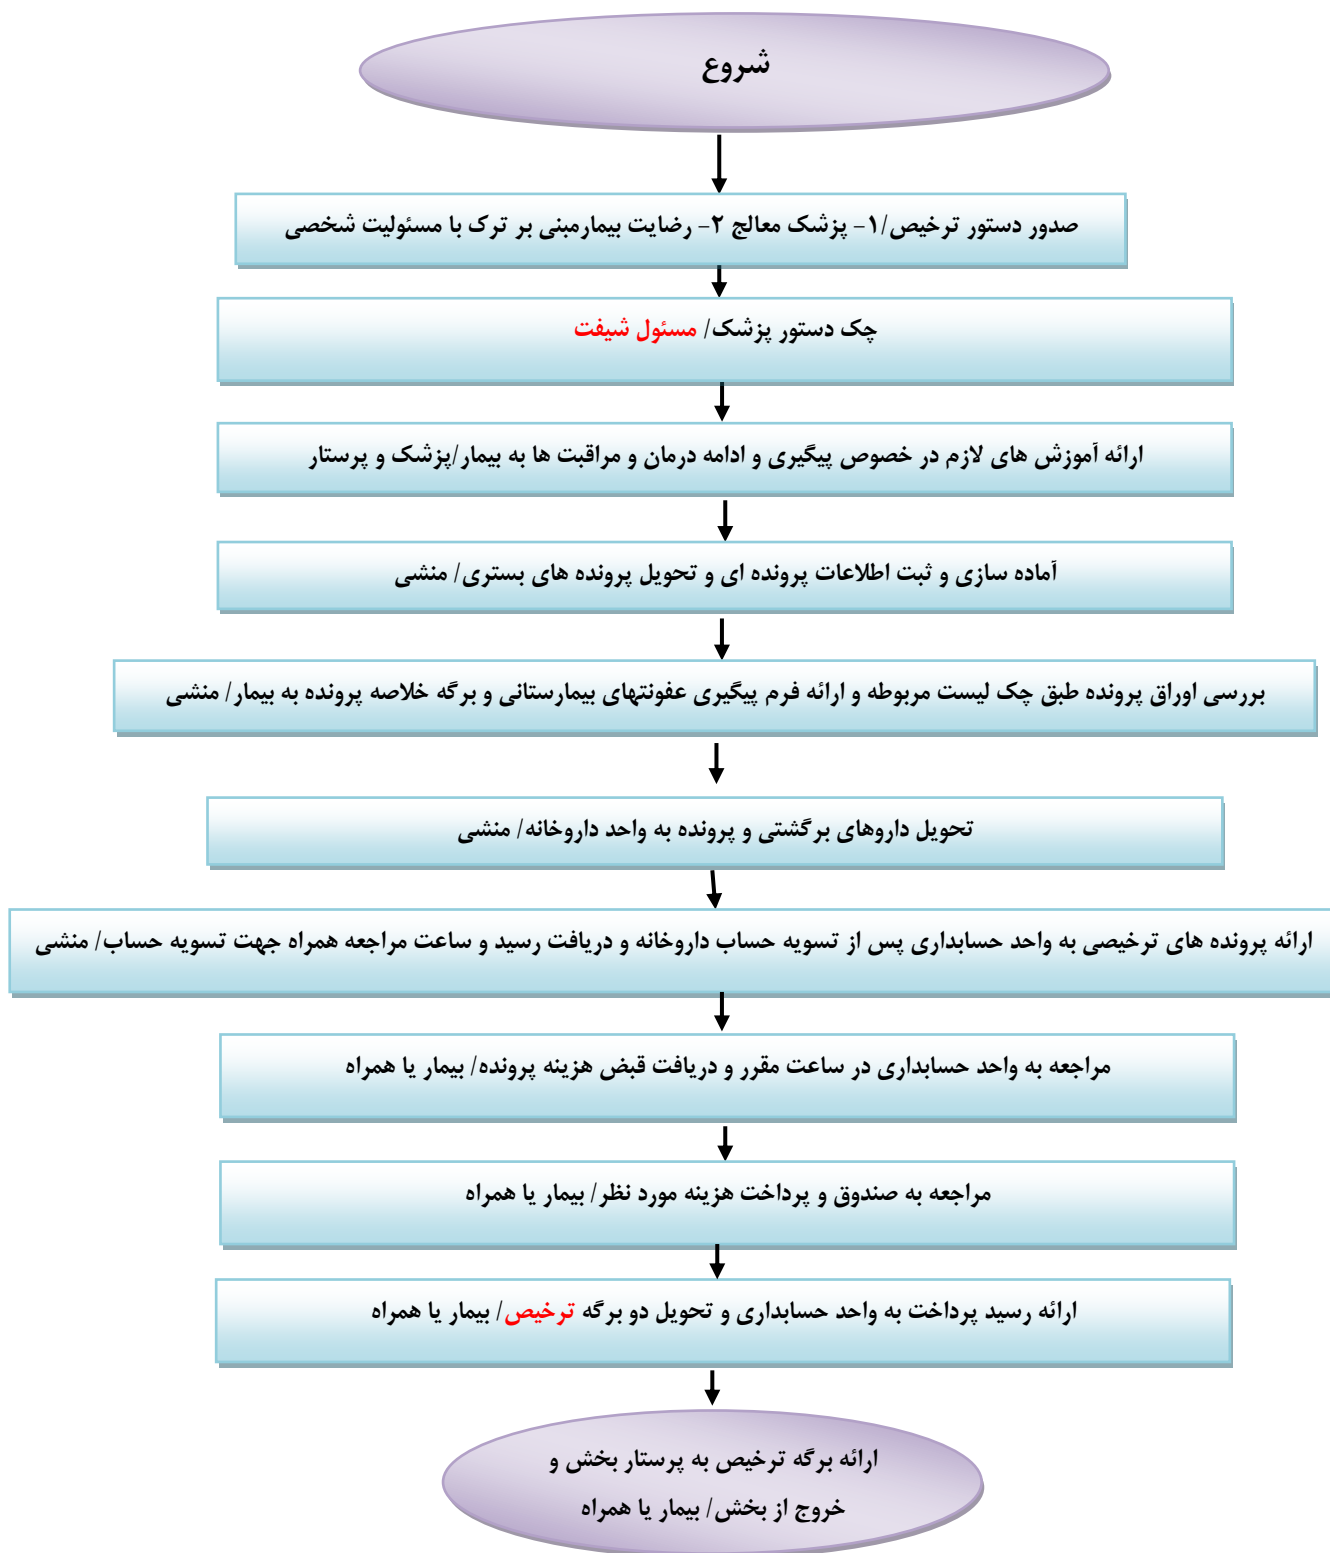 شروع
صدور دستور ترخیص/۱- پزشک معالج ۲- رضایت بیمارمبنی بر ترک با مسئولیت شخصی
چک دستور پزشک/ مسئول شیفت
ارائه آموزش های لازم در خصوص پیگیری و ادامه درمان و مراقبت ها به بیمار/پزشک و پرستار
آماده سازی و ثبت اطلاعات پرونده ای و تحویل پرونده های بستری/ منشی
بررسی اوراق پرونده طبق چک لیست مربوطه و ارائه فرم پیگیری عفونتهای بیمارستانی و برگه خلاصه پرونده به بیمار/ منشی
تحویل داروهای برگشتی و پرونده به واحد داروخانه/ منشی
ارائه پرونده های ترخیصی به واحد حسابداری پس از تسویه حساب داروخانه و دریافت رسید و ساعت مراجعه همراه جهت تسویه حساب/ منشی
مراجعه به واحد حسابداری در ساعت مقرر و دریافت قبض هزینه پرونده/ بیمار یا همراه
مراجعه به صندوق و پرداخت هزینه مورد نظر/ بیمار یا همراه
ارائه رسید پرداخت به واحد حسابداری و تحویل دو برگه ترخیص/ بیمار یا همراه
ارائه برگه ترخیص به پرستار بخش و
خروج از بخش/ بیمار یا همراه